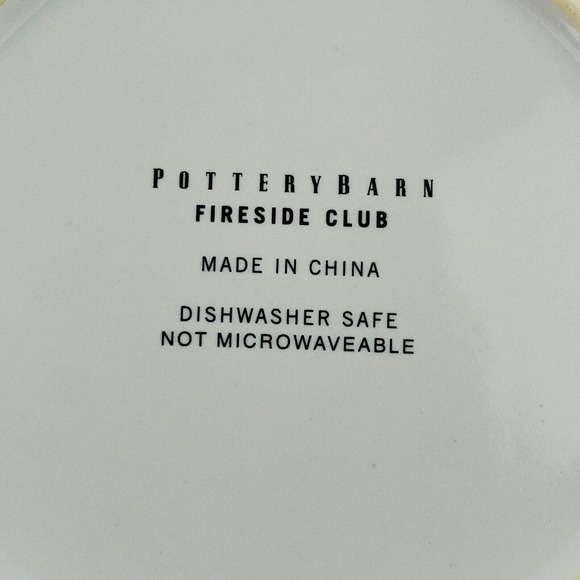 POTTERYBARN
FIRESIDE CLUB
MADE IN CHINA
DISHWASHER SAFE
NOT MICROWAVEABLE